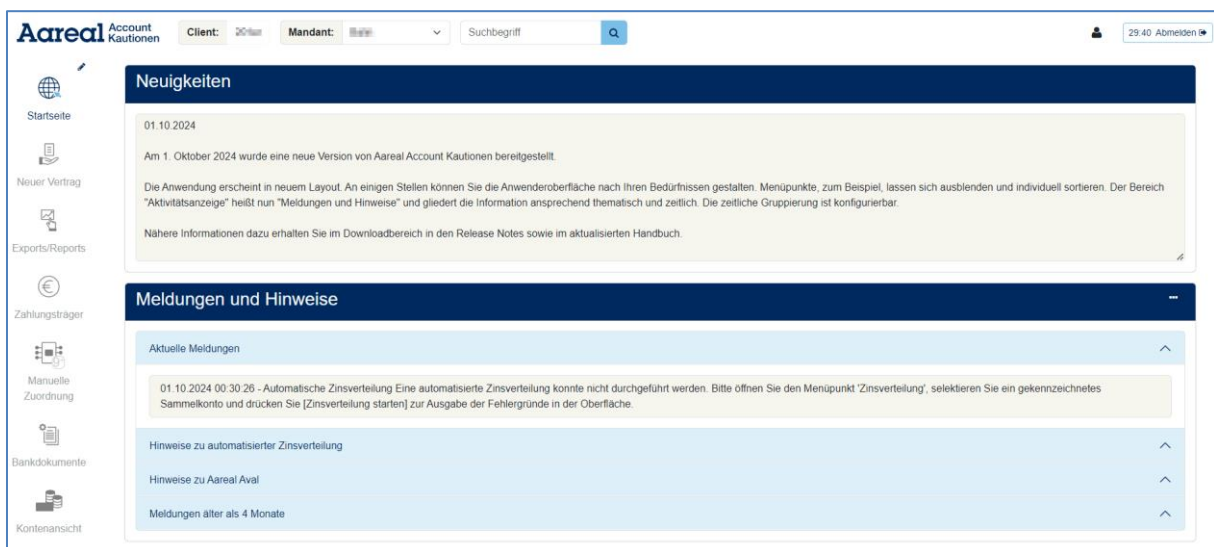 Aareal Account
Kautionen
Client:
Mandant:
Suchbegriff
29:40 Abmelden
Startseite
Neuer Vertrag
Exports/Reports
Zahlungsträger
Manuelle
Zuordnung
Bankdokumente
Kontenansicht
Neuigkeiten
01.10.2024
Am 1. Oktober 2024 wurde eine neue Version von Aareal Account Kautionen bereitgestellt.
Die Anwendung erscheint in neuem Layout. An einigen Stellen können Sie die Anwenderoberfläche nach Ihren Bedürfnissen gestalten. Menüpunkte, zum Beispiel, lassen sich ausblenden und individuell sortieren. Der Bereich
"Aktivitätsanzeige" heißt nun "Meldungen und Hinweise" und gliedert die Information ansprechend thematisch und zeitlich. Die zeitliche Gruppierung ist konfigurierbar.
Nähere Informationen dazu erhalten Sie im Downloadbereich in den Release Notes sowie im aktualisierten Handbuch.
Meldungen und Hinweise
Aktuelle Meldungen
01.10.2024 00:30:26 - Automatische Zinsverteilung Eine automatisierte Zinsverteilung konnte nicht durchgeführt werden. Bitte öffnen Sie den Menüpunkt 'Zinsverteilung', selektieren Sie ein gekennzeichnetes
Sammelkonto und drücken Sie [Zinsverteilung starten] zur Ausgabe der Fehlergründe in der Oberfläche.
Hinweise zu automatisierter Zinsverteilung
Hinweise zu Aareal Aval
Meldungen älter als 4 Monate